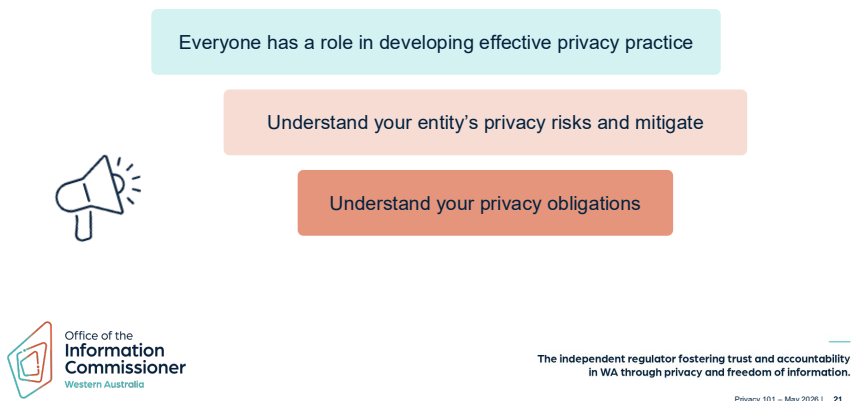 Everyone has a role in developing effective privacy practice
Understand your entity's privacy risks and mitigate
Understand your privacy obligations
Office of the
Information
Commissioner
Western Australia
The independent regulator fostering trust and accountability
in WA through privacy and freedom of information.
Privacy 101 – May 2026 | 21